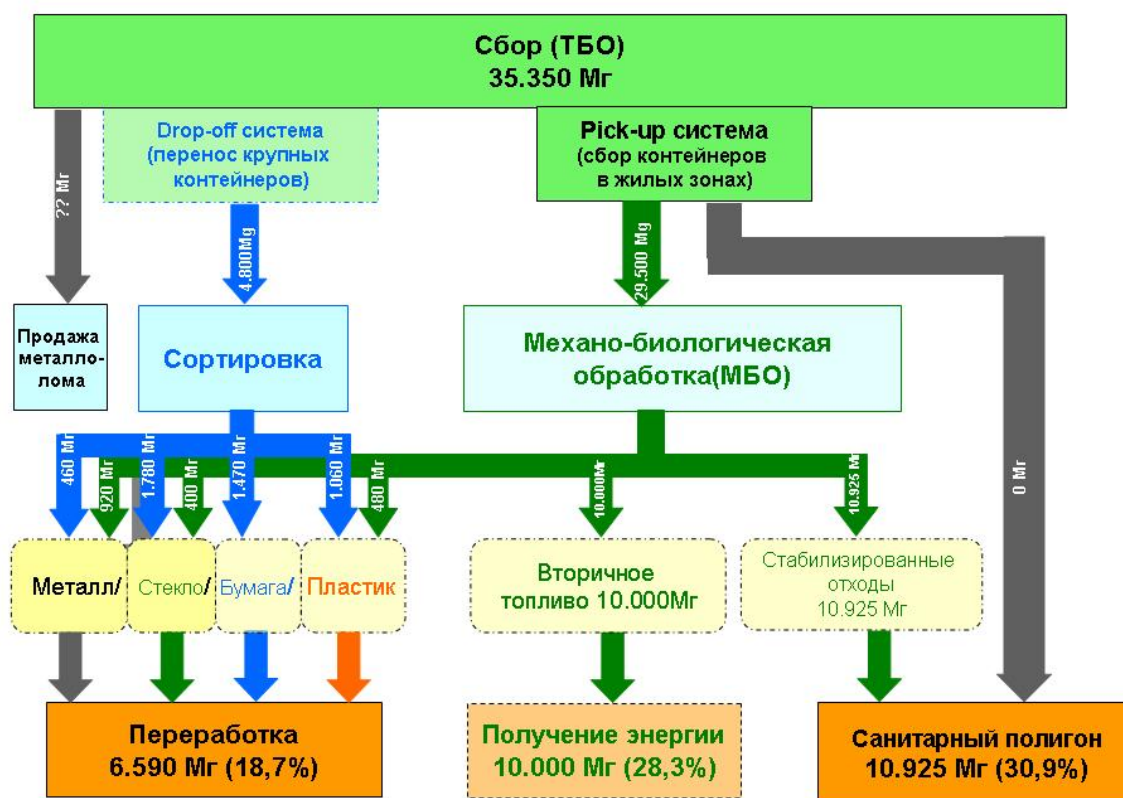 Сбор (ТБО)
35.350 Мг
Drop-off система
(перенос крупных
контейнеров)
Pick-up система
(сбор контейнеров
в жилых зонах)
?? Мг
4.800Mg
29.500 Mg
0 Мг
Продажа
металло-
лома
Сортировка
Механо-биологическая
обработка(МБО)
460 Мг
920 Мг
1.780 Мг
400 Мг
1.470 Мг
1.060 Мг
480 Мг
10.000Мг
10.925 Мг
Металл/
Стекло/
Бумага/
Пластик
Вторичное
топливо 10.000Мг
Стабилизированные
отходы
10.925 Мг
Переработка
6.590 Мг (18,7%)
Получение энергии
10.000 Мг (28,3%)
Санитарный полигон
10.925 Мг (30,9%)